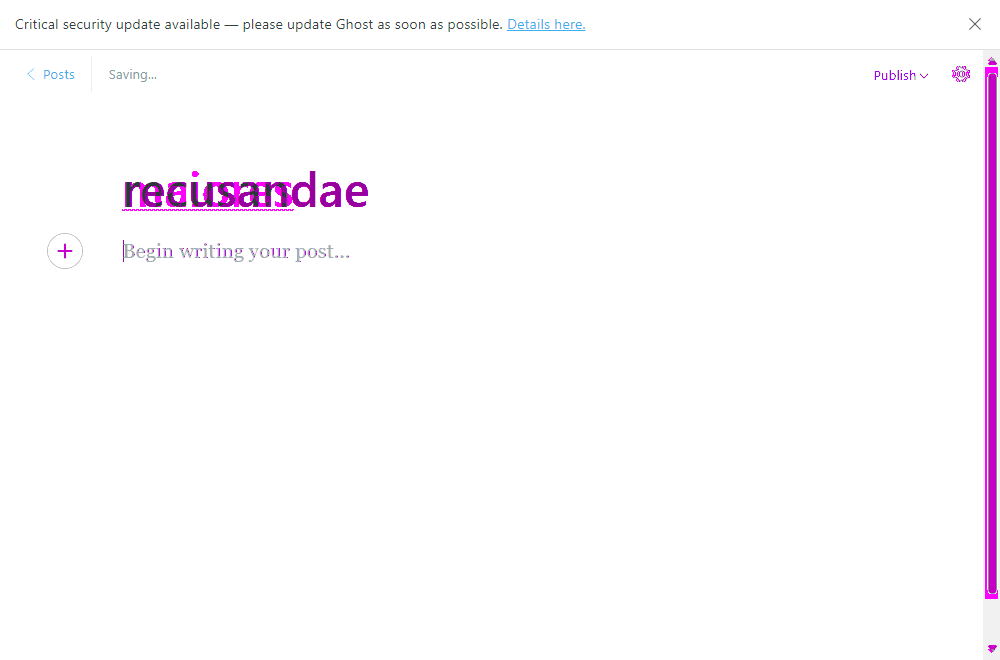 Critical security update available — please update Ghost as soon as possible. Details here.
Posts
Saving...
Publish
recusandae
Begin writing your post...